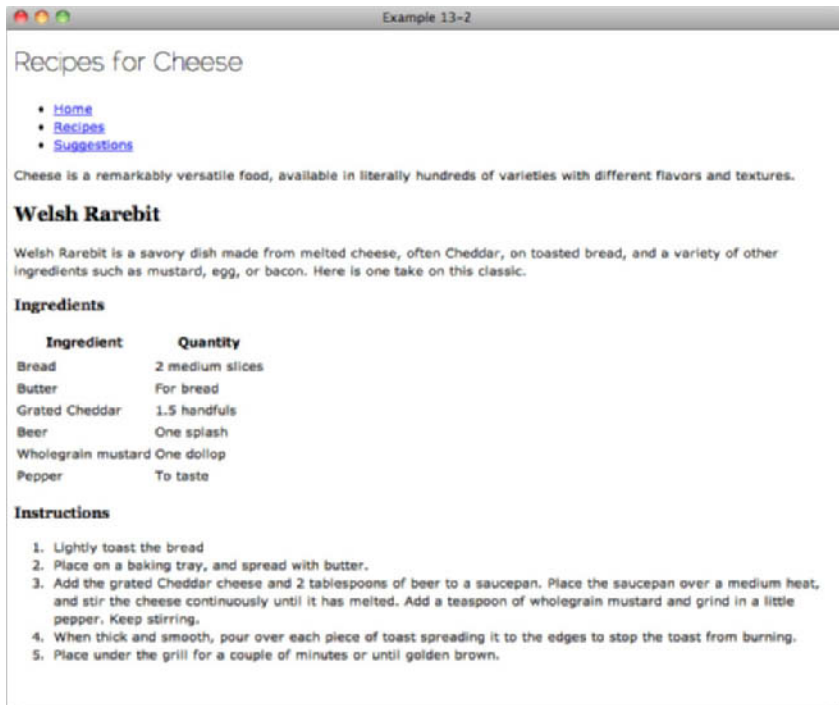 Example 13-2
Recipes for Cheese
• Home
• Recipes
• Suggestions
Cheese is a remarkably versatile food, available in literally hundreds of varieties with different flavors and textures.
Welsh Rarebit
Welsh Rarebit is a savory dish made from melted cheese, often Cheddar, on toasted bread, and a variety of other
ingredients such as mustard, egg, or bacon. Here is one take on this classic.
Ingredients
Ingredient Quantity
Bread 2 medium slices
Butter For bread
Grated Cheddar 1.5 handfuls
Beer One splash
Wholegrain mustard One dollop
Pepper To taste
Instructions
1. Lightly toast the bread
2. Place on a baking tray, and spread with butter.
3. Add the grated Cheddar cheese and 2 tablespoons of beer to a saucepan. Place the saucepan over a medium heat,
and stir the cheese continuously until it has melted. Add a teaspoon of wholegrain mustard and grind in a little
pepper. Keep stirring.
4. When thick and smooth, pour over each piece of toast spreading it to the edges to stop the toast from burning.
5. Place under the grill for a couple of minutes or until golden brown.